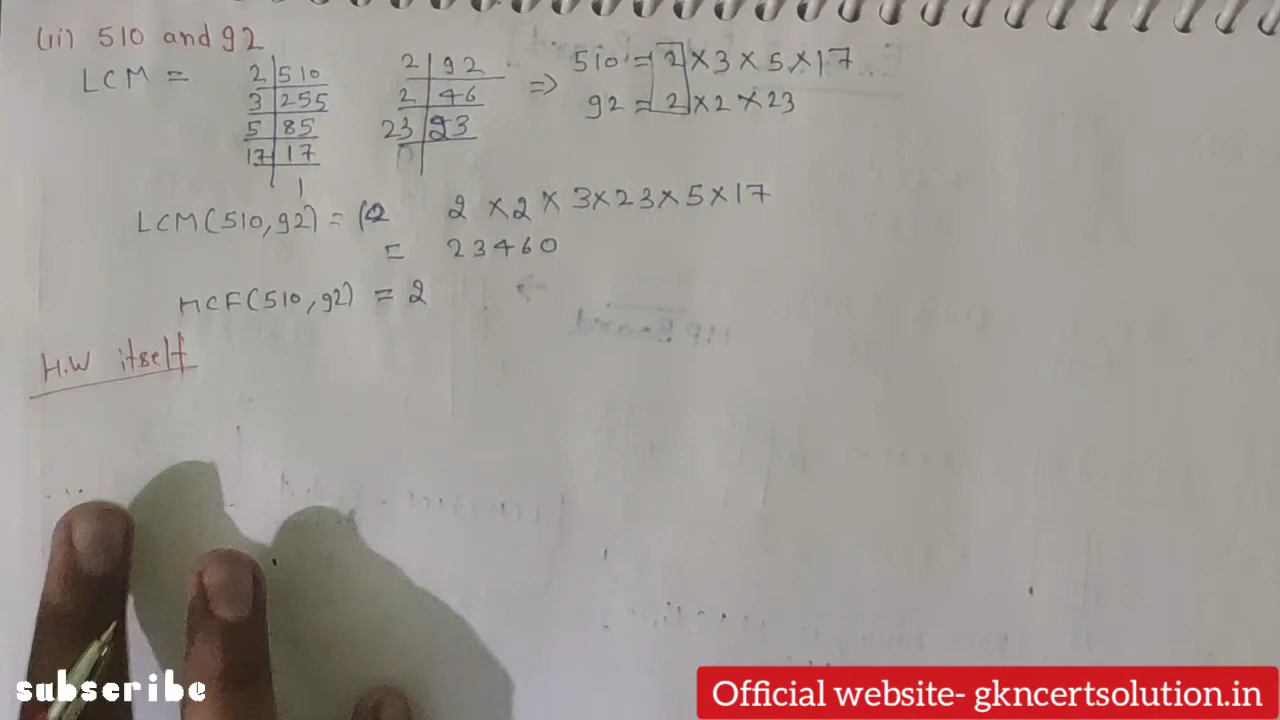 (ii) 510 and 92
LCM =
2 | 510
3 | 255
5 | 85
17 | 17
1
2 | 92
2 | 46
23 | 23
⇒ 510 = 2 × 3 × 5 × 17
92 = 2 × 2 × 23
LCM(510,92) = 2 × 2 × 3 × 23 × 5 × 17
= 23460
HCF(510,92) = 2
H.W itself
subscribe
Official website- gkncertsolution.in